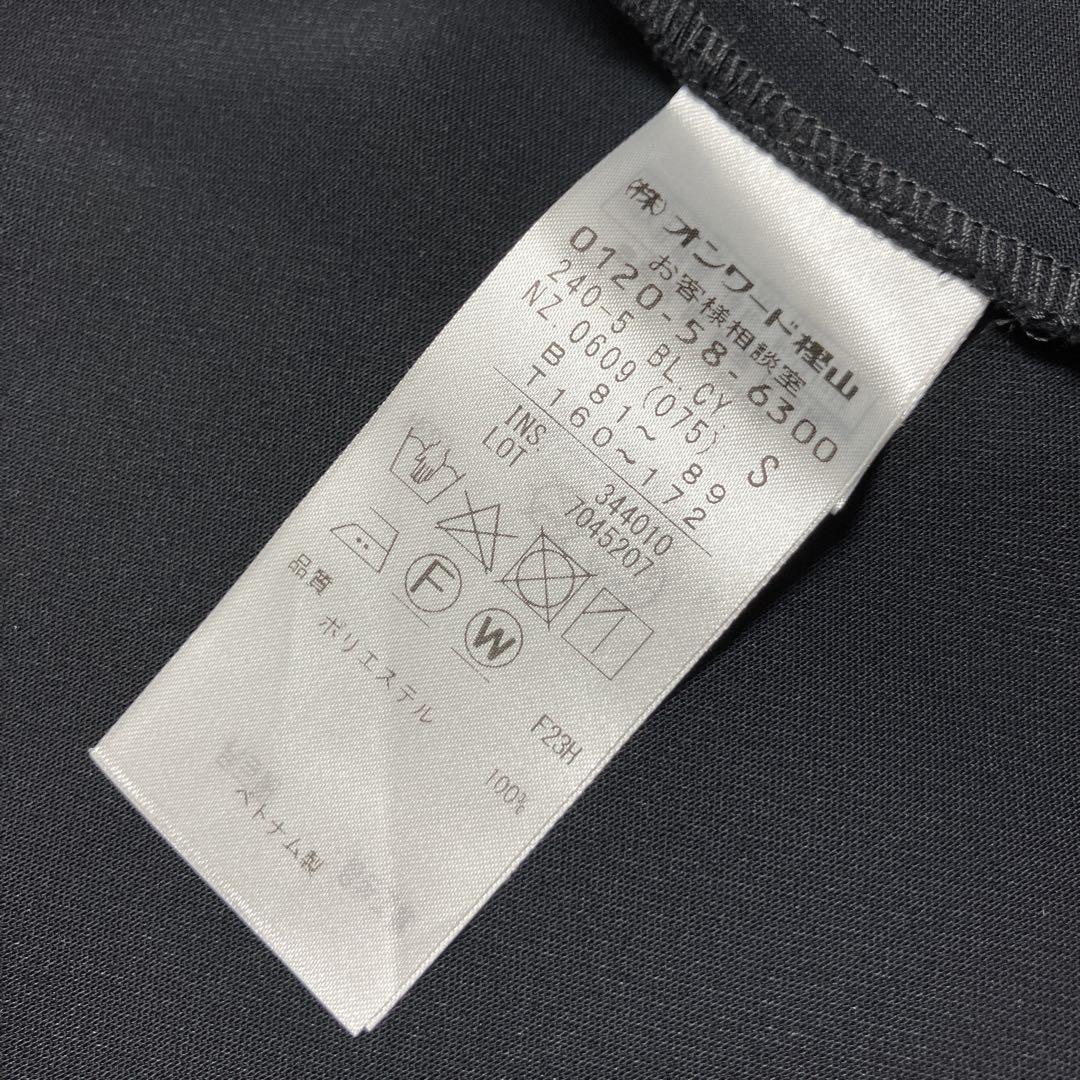 (株)オンワード樫山
お客様相談室
0120-58-6300
240-5 BL.CY.
NZ.0609(075) S
B 81〜 89
T160〜172
INS. 344010
LOT 7045207
F
W
F23H
品質 ポリエステル 100%
ベトナム製